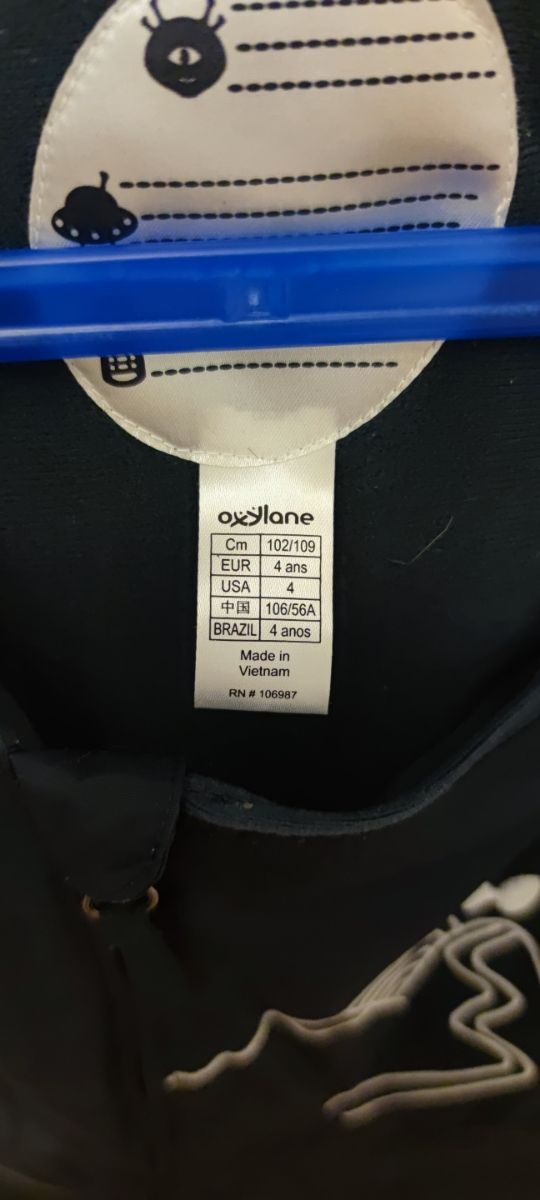 oxylane
Cm 102/109
EUR 4 ans
USA 4
中国 106/56A
BRAZIL 4 anos
Made in
Vietnam
RN # 106987